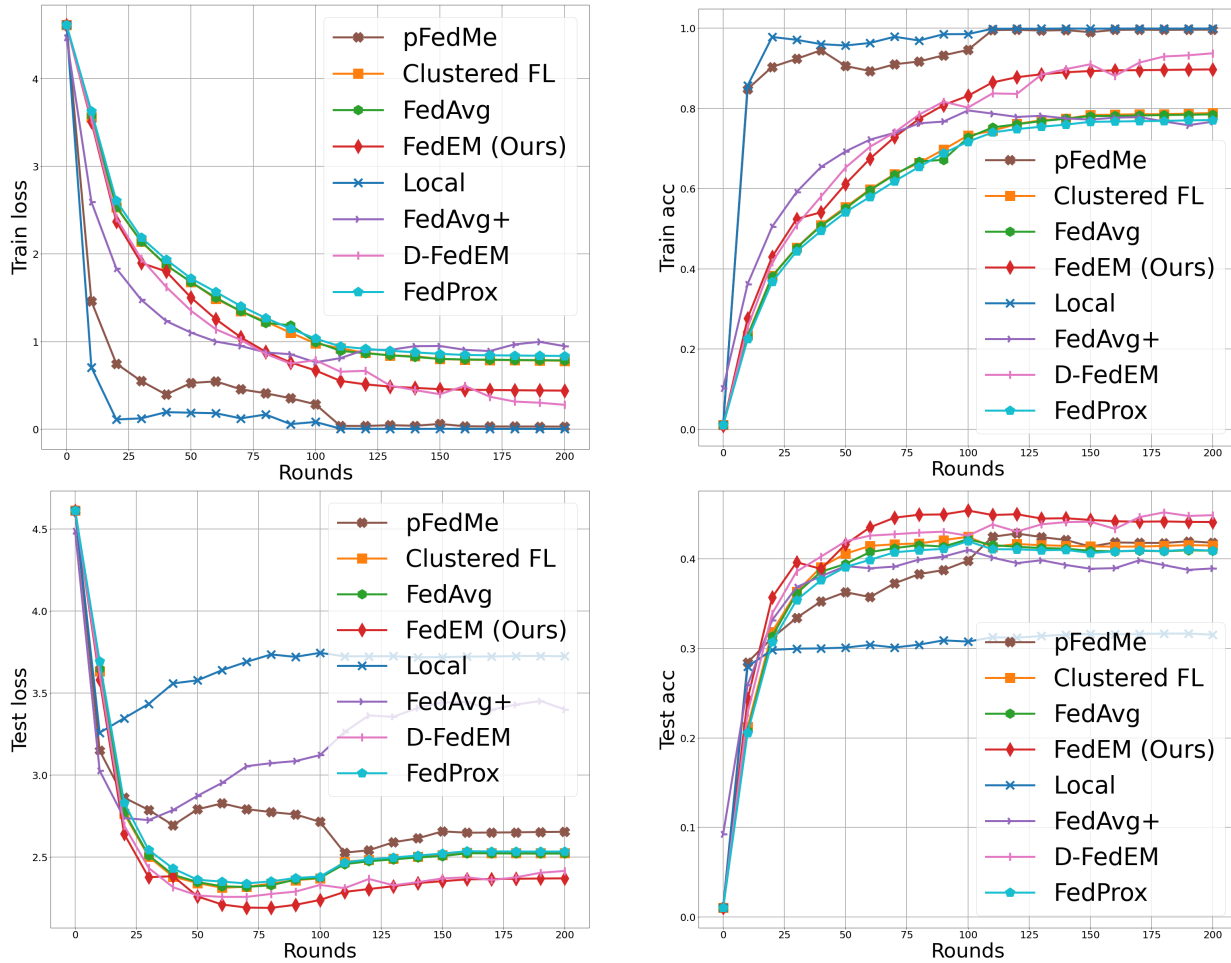 Train loss
4
3
2
1
0
pFedMe
Clustered FL
FedAvg
FedEM (Ours)
Local
FedAvg+
D-FedEM
FedProx
0 25 50 75 100 125 150 175 200
Rounds
Train acc
1.0
0.8
0.6
0.4
0.2
0.0
pFedMe
Clustered FL
FedAvg
FedEM (Ours)
Local
FedAvg+
D-FedEM
FedProx
0 25 50 75 100 125 150 175 200
Rounds
Test loss
4.5
4.0
3.5
3.0
2.5
pFedMe
Clustered FL
FedAvg
FedEM (Ours)
Local
FedAvg+
D-FedEM
FedProx
0 25 50 75 100 125 150 175 200
Rounds
Test acc
0.4
0.3
0.2
0.1
0.0
pFedMe
Clustered FL
FedAvg
FedEM (Ours)
Local
FedAvg+
D-FedEM
FedProx
0 25 50 75 100 125 150 175 200
Rounds